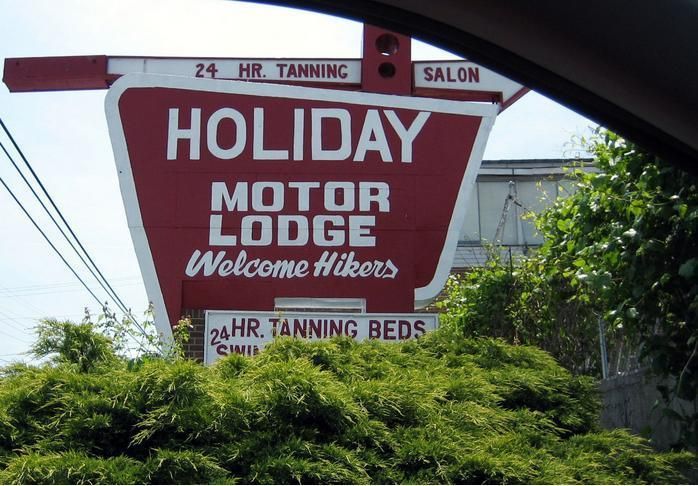 24 HR. TANNING SALON
HOLIDAY
MOTOR
LODGE
Welcome Hikers
24 HR. TANNING BEDS